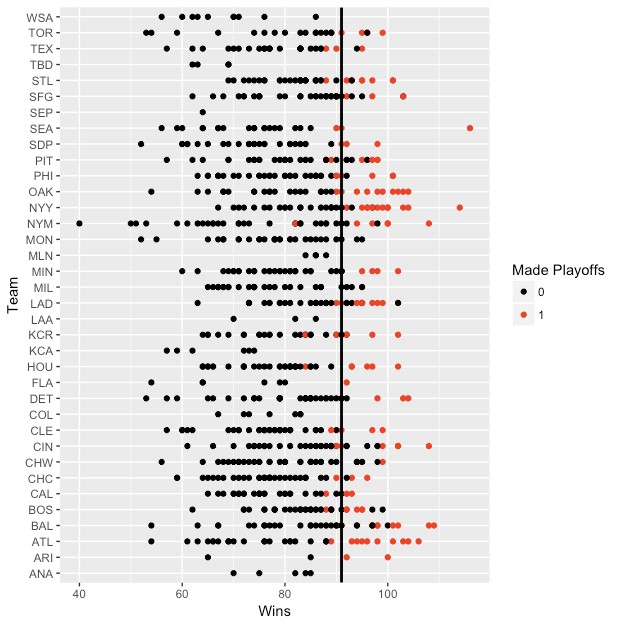 WSA
TOR
TEX
TBD
STL
SFG
SEP
SEA
SDP
PIT
PHI
OAK
NYY
NYM
MON
MLN
MIN
MIL
LAD
LAA
KCR
KCA
HOU
FLA
DET
COL
CLE
CIN
CHW
CHC
CAL
BOS
BAL
ATL
ARI
ANA
Team
40 60 80 100
Wins
Made Playoffs
0
1